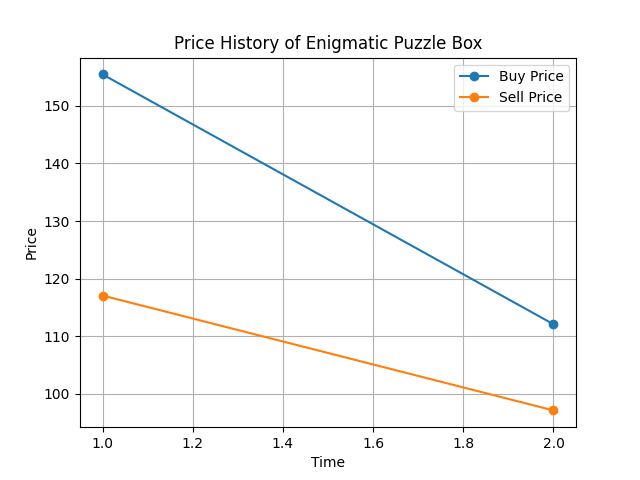 Price History of Enigmatic Puzzle Box
Buy Price
Sell Price
Price
150
140
130
120
110
100
1.0 1.2 1.4 1.6 1.8 2.0
Time